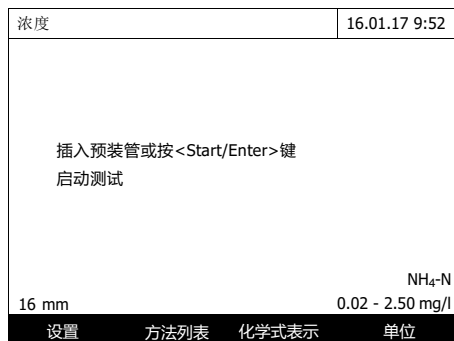 浓度 16.01.17 9:52
插入预装管或按<Start/Enter>键
启动测试
NH₄-N
16 mm 0.02 - 2.50 mg/l
设置 方法列表 化学式表示 单位